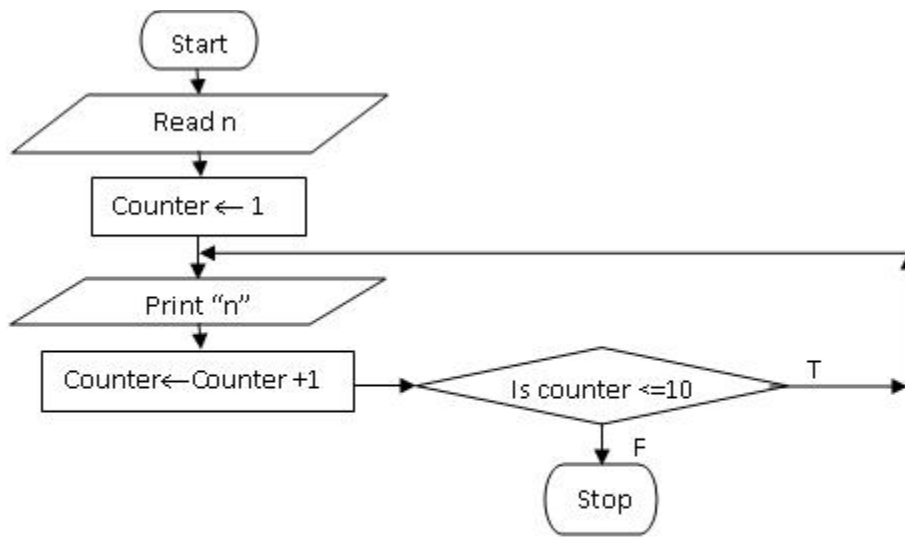 Start
Read n
Counter ← 1
Print “n”
Counter←Counter +1
Is counter <=10
T
F
Stop